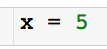 x = 5